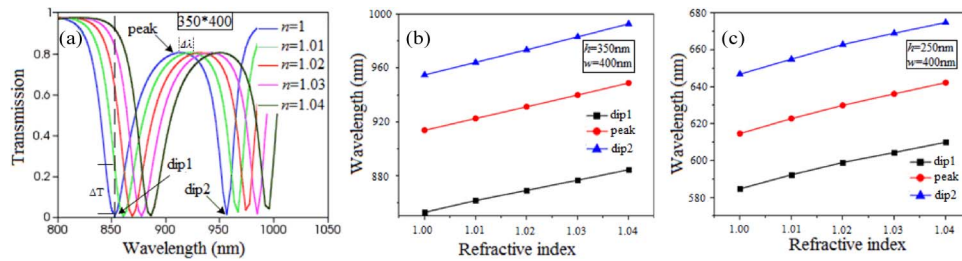 (a)
350*400
peak
Δλ
n=1
n=1.01
n=1.02
n=1.03
n=1.04
dip1
dip2
ΔT
Transmission
1
0.8
0.6
0.4
0.2
0
800 850 900 950 1000 1050
Wavelength (nm)
(b)
h=350nm
w=400nm
dip1
peak
dip2
Wavelength (nm)
1000
960
920
880
1.00 1.01 1.02 1.03 1.04
Refractive index
(c)
h=250nm
w=400nm
dip1
peak
dip2
Wavelength (nm)
680
660
640
620
600
580
1.00 1.01 1.02 1.03 1.04
Refractive index